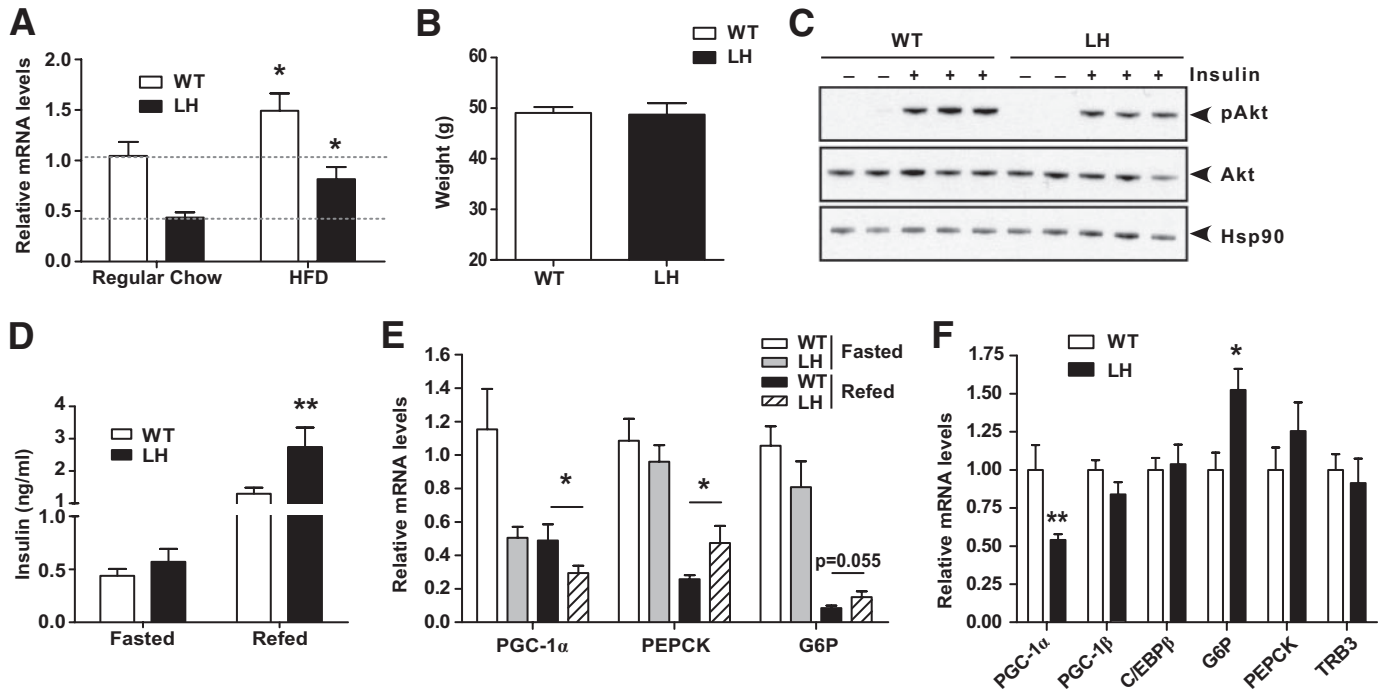 A
Relative mRNA levels
2.0
1.5
1.0
0.5
0.0
WT
LH
*
*
Regular Chow
HFD
B
WT
LH
Weight (g)
60
50
40
30
20
WT
LH
C
WT
LH
– – + + + – – + + + Insulin
pAkt
Akt
Hsp90
D
Insulin (ng/ml)
4
3
2
1
1.0
0.5
0.0
WT
LH
**
Fasted
Refed
E
WT
LH
Fasted
WT
LH
Refed
Relative mRNA levels
1.6
1.4
1.2
1.0
0.8
0.6
0.4
0.2
0.0
*
*
p=0.055
PGC-1α
PEPCK
G6P
F
WT
LH
Relative mRNA levels
1.75
1.50
1.25
1.00
0.75
0.50
0.25
0.00
**
*
PGC-1α
PGC-1β
C/EBPβ
G6P
PEPCK
TRB3